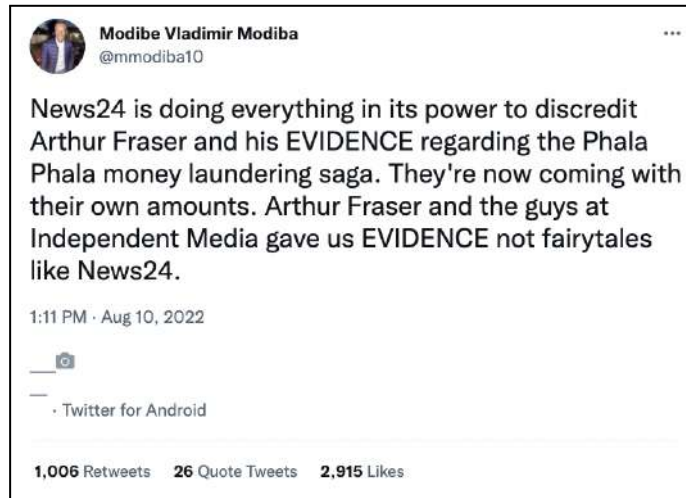 Modibe Vladimir Modiba
@mmodiba10
News24 is doing everything in its power to discredit
Arthur Fraser and his EVIDENCE regarding the Phala
Phala money laundering saga. They're now coming with
their own amounts. Arthur Fraser and the guys at
Independent Media gave us EVIDENCE not fairytales
like News24.
1:11 PM · Aug 10, 2022
· Twitter for Android
1,006 Retweets 26 Quote Tweets 2,915 Likes